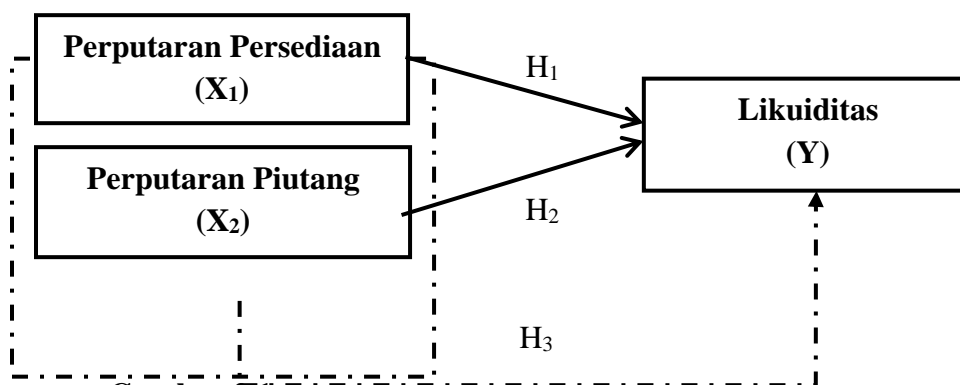 Perputaran Persediaan
(X₁)
H₁
Likuiditas
(Y)
Perputaran Piutang
(X₂)
H₂
H₃